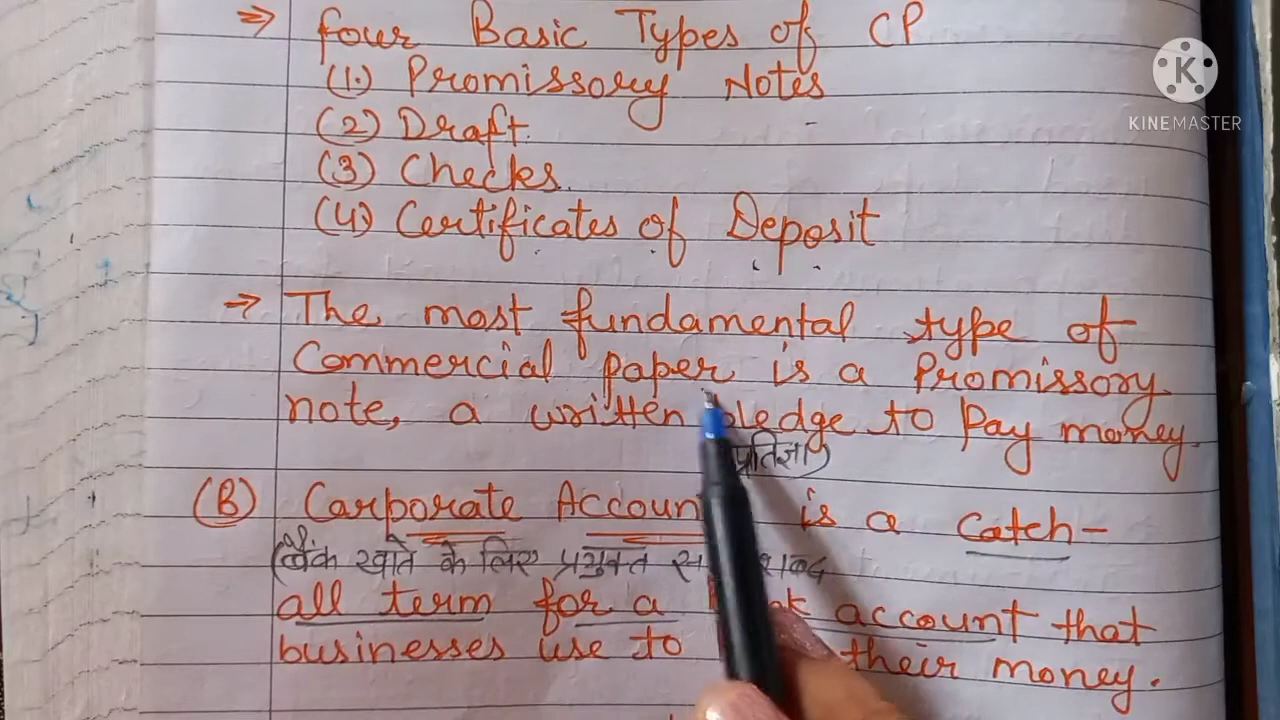 ⇒ four Basic Types of CP
(1.) Promissory Notes
(2) Draft.
(3) Checks.
(4) Certificates of Deposit
→ The most fundamental type of
Commercial paper is a Promissory
note, a written pledge to Pay money.
प्रतिज्ञा)
(B) Carporate Accoun is a Catch-
(बैंक खाते के लिए प्रयुक्त
all term for a account that
businesses use to their money.
K
KINEMASTER